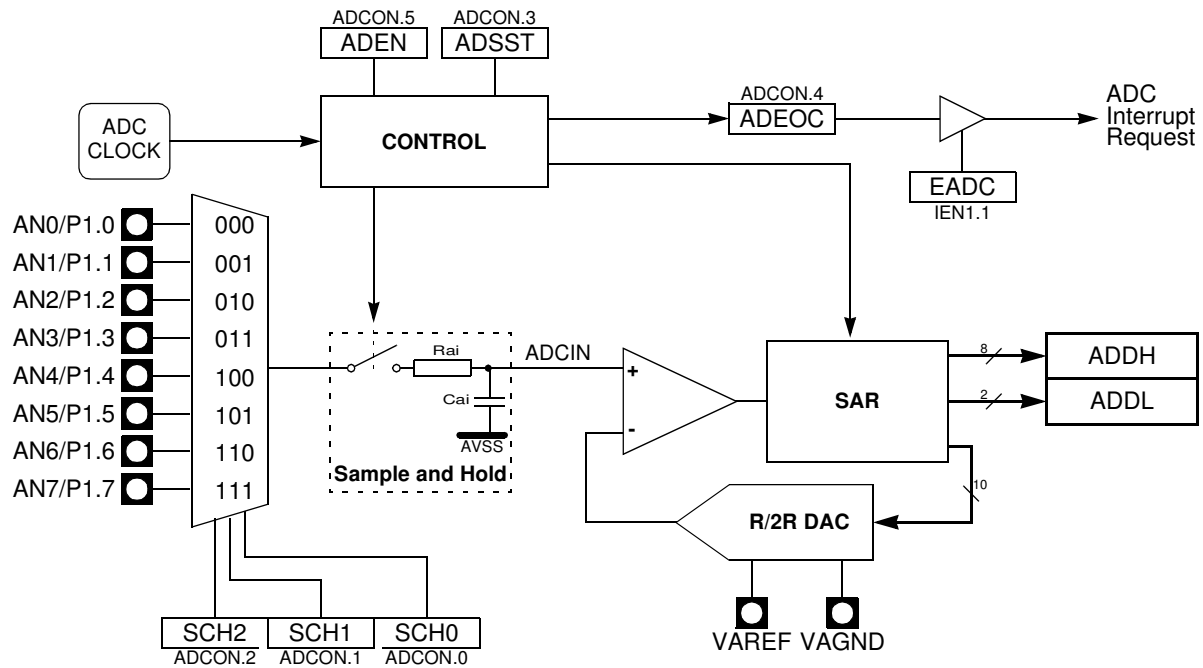 ADCON.5
ADEN
ADCON.3
ADSST
ADC
CLOCK
CONTROL
ADCON.4
ADEOC
ADC
Interrupt
Request
EADC
IEN1.1
AN0/P1.0
000
AN1/P1.1
001
AN2/P1.2
010
AN3/P1.3
011
AN4/P1.4
100
AN5/P1.5
101
AN6/P1.6
110
AN7/P1.7
111
Rai
Cai
AVSS
Sample and Hold
ADCIN
+
-
SAR
8
ADDH
2
ADDL
10
R/2R DAC
VAREF
VAGND
SCH2
SCH1
SCH0
ADCON.2
ADCON.1
ADCON.0